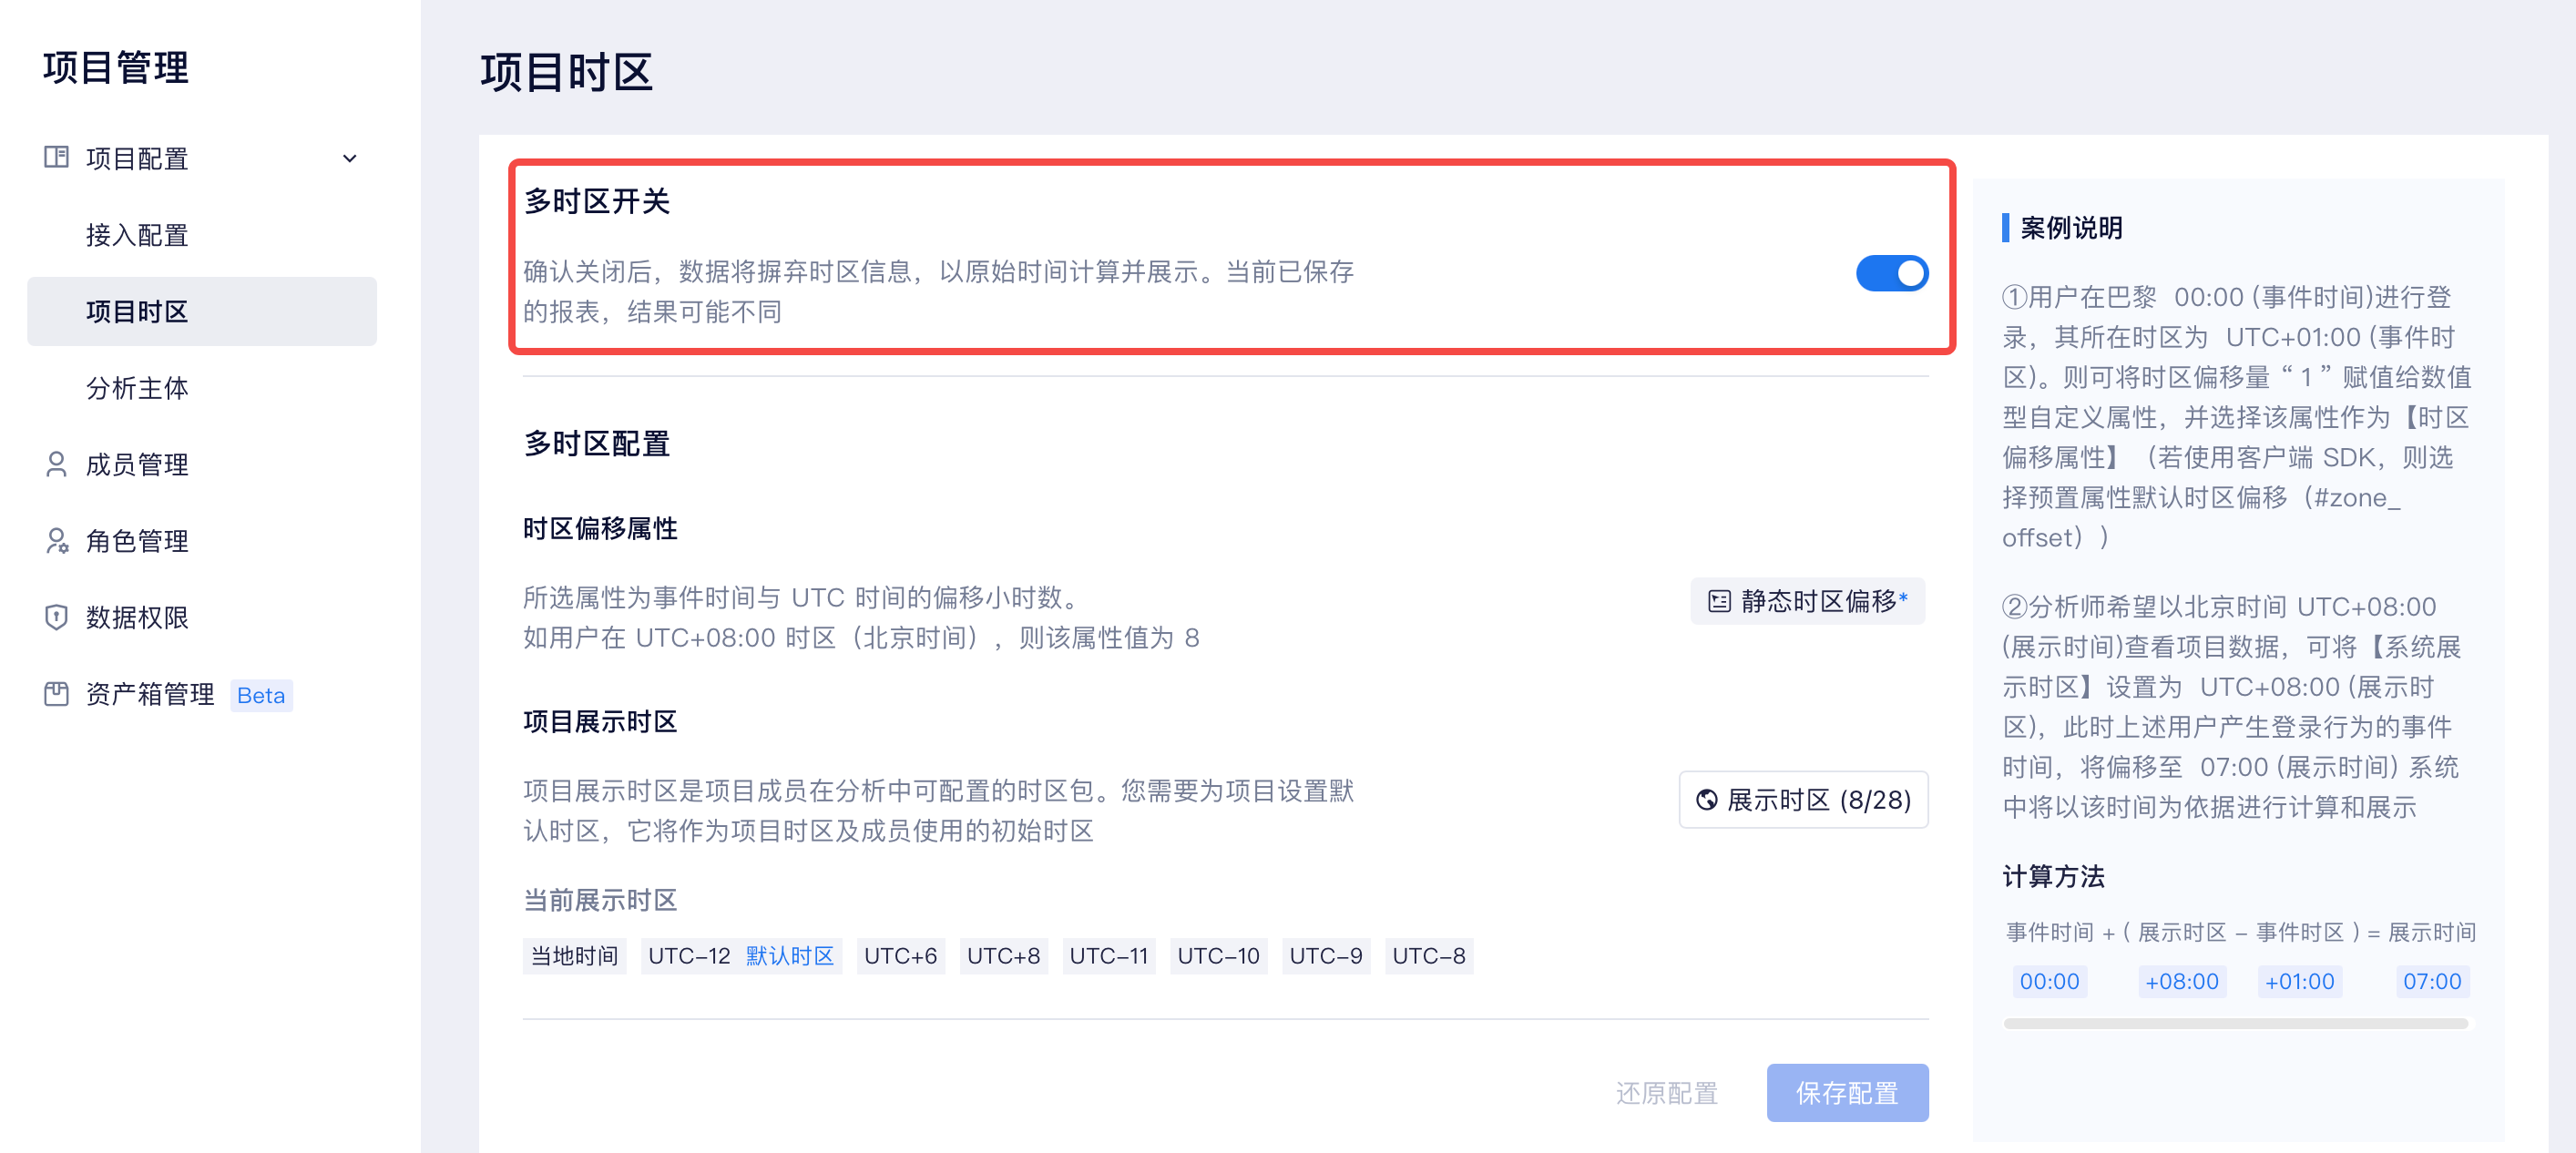 项目管理
项目配置
接入配置
项目时区
分析主体
成员管理
角色管理
数据权限
资产箱管理 Beta
项目时区
多时区开关
确认关闭后，数据将摒弃时区信息，以原始时间计算并展示。当前已保存
的报表，结果可能不同
多时区配置
时区偏移属性
所选属性为事件时间与 UTC 时间的偏移小时数。
如用户在 UTC+08:00 时区（北京时间），则该属性值为 8
静态时区偏移*
项目展示时区
项目展示时区是项目成员在分析中可配置的时区包。您需要为项目设置默
认时区，它将作为项目时区及成员使用的初始时区
展示时区 (8/28)
当前展示时区
当地时间 UTC-12 默认时区 UTC+6 UTC+8 UTC-11 UTC-10 UTC-9 UTC-8
还原配置 保存配置
案例说明
①用户在巴黎 00:00 (事件时间)进行登
录，其所在时区为 UTC+01:00 (事件时
区)。则可将时区偏移量“1”赋值给数值
型自定义属性，并选择该属性作为【时区
偏移属性】（若使用客户端 SDK，则选
择预置属性默认时区偏移（#zone_
offset））
②分析师希望以北京时间 UTC+08:00
(展示时间)查看项目数据，可将【系统展
示时区】设置为 UTC+08:00 (展示时
区)，此时上述用户产生登录行为的事件
时间，将偏移至 07:00 (展示时间) 系统
中将以该时间为依据进行计算和展示
计算方法
事件时间 + ( 展示时区 - 事件时区 ) = 展示时间
00:00 +08:00 +01:00 07:00